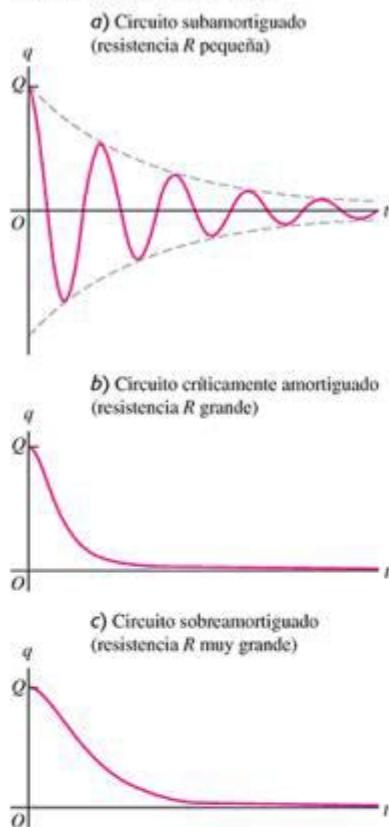 a) Circuito subamortiguado
(resistencia R pequeña)
q
Q
O
t
b) Circuito críticamente amortiguado
(resistencia R grande)
q
Q
O
t
c) Circuito sobreamortiguado
(resistencia R muy grande)
q
Q
O
t